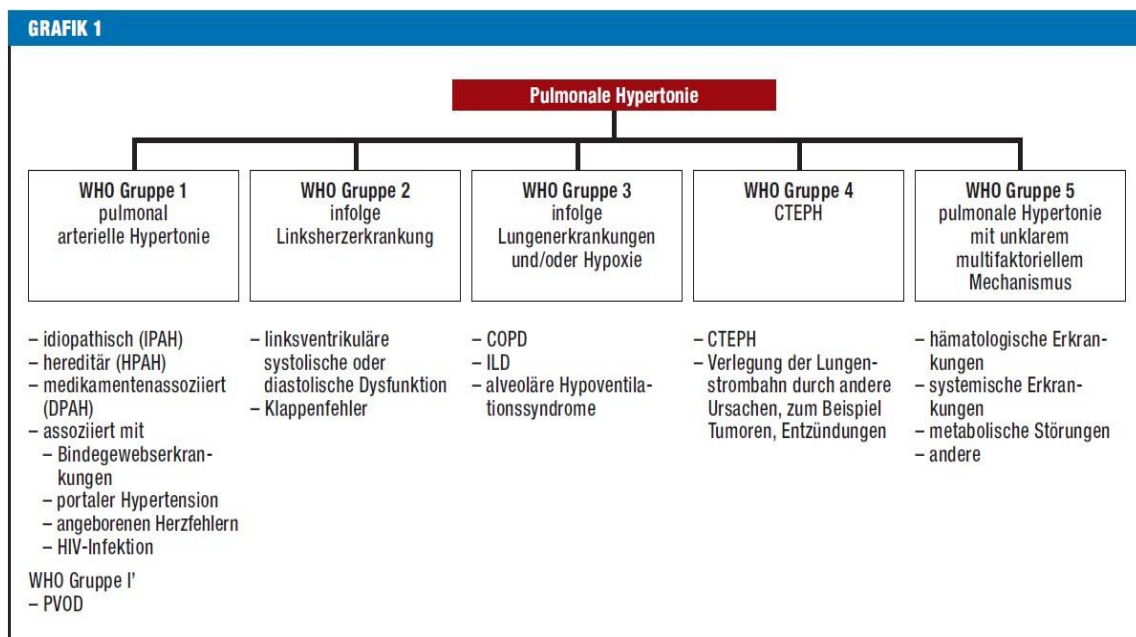 GRAFIK 1
Pulmonale Hypertonie
WHO Gruppe 1
pulmonal
arterielle Hypertonie
WHO Gruppe 2
infolge
Linksherzerkrankung
WHO Gruppe 3
infolge
Lungenerkrankungen
und/oder Hypoxie
WHO Gruppe 4
CTEPH
WHO Gruppe 5
pulmonale Hypertonie
mit unklarem
multifaktoriellem
Mechanismus
– idiopathisch (IPAH)
– hereditär (HPAH)
– medikamentenassoziiert
(DPAH)
– assoziiert mit
– Bindegewebserkran-
kungen
– portaler Hypertension
– angeborenen Herzfehlern
– HIV-Infektion
WHO Gruppe I’
– PVOD
– linksventrikuläre
systolische oder
diastolische Dysfunktion
– Klappenfehler
– COPD
– ILD
– alveoläre Hypoventila-
tionssyndrome
– CTEPH
– Verlegung der Lungen-
strombahn durch andere
Ursachen, zum Beispiel
Tumoren, Entzündungen
– hämatologische Erkran-
kungen
– systemische Erkran-
kungen
– metabolische Störungen
– andere